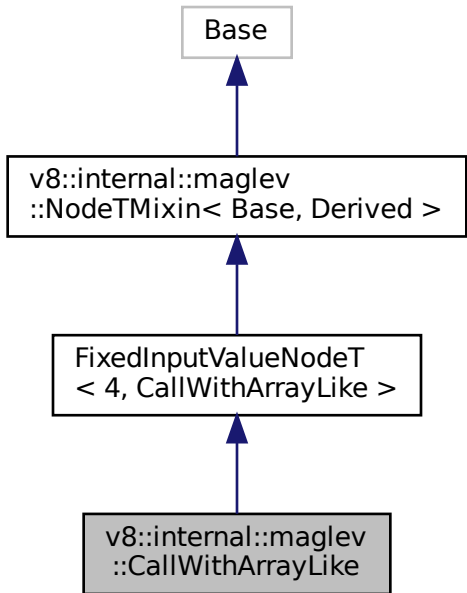 Base
v8::internal::maglev
::NodeTMixin< Base, Derived >
FixedInputValueNodeT
< 4, CallWithArrayLike >
v8::internal::maglev
::CallWithArrayLike